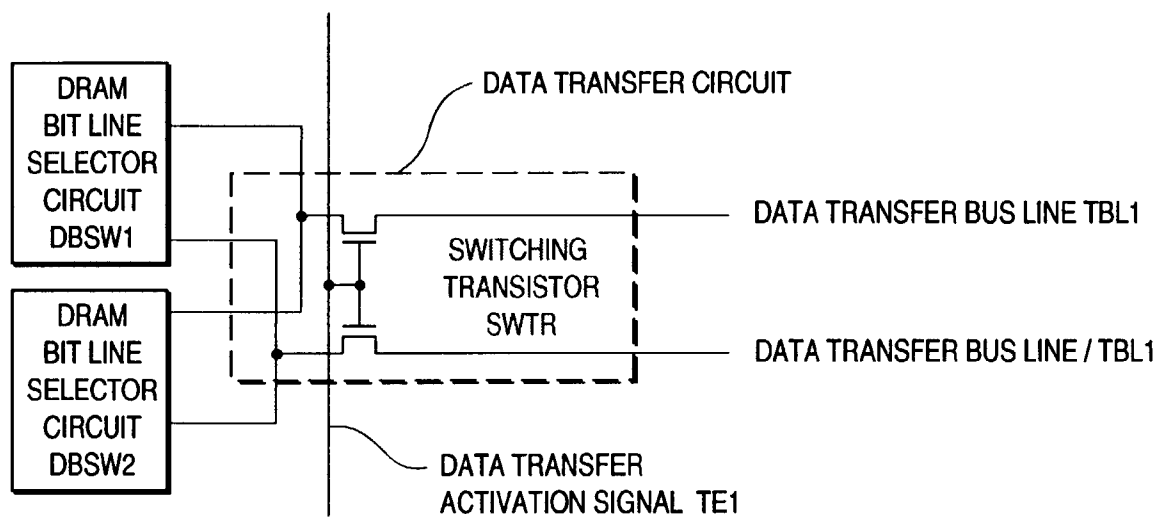 DRAM
BIT LINE
SELECTOR
CIRCUIT
DBSW1
DRAM
BIT LINE
SELECTOR
CIRCUIT
DBSW2
DATA TRANSFER CIRCUIT
SWITCHING
TRANSISTOR
SWTR
DATA TRANSFER BUS LINE TBL1
DATA TRANSFER BUS LINE / TBL1
DATA TRANSFER
ACTIVATION SIGNAL TE1